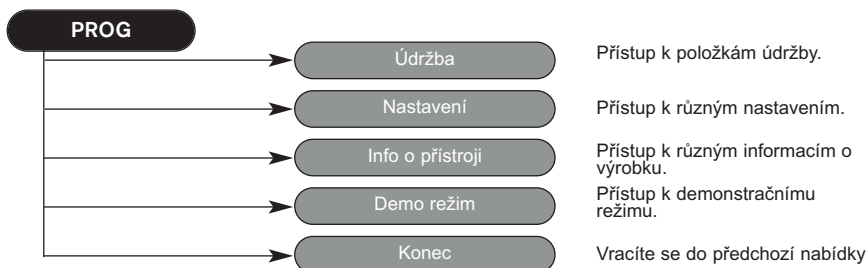 PROG
Údržba
Přístup k položkám údržby.
Nastavení
Přístup k různým nastavením.
Info o přístroji
Přístup k různým informacím o
výrobku.
Demo režim
Přístup k demonstračnímu
režimu.
Konec
Vracíte se do předchozí nabídky